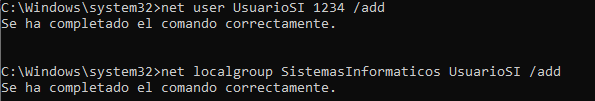 C:\Windows\system32>net user UsuarioSI 1234 /add
Se ha completado el comando correctamente.
C:\Windows\system32>net localgroup SistemasInformaticos UsuarioSI /add
Se ha completado el comando correctamente.